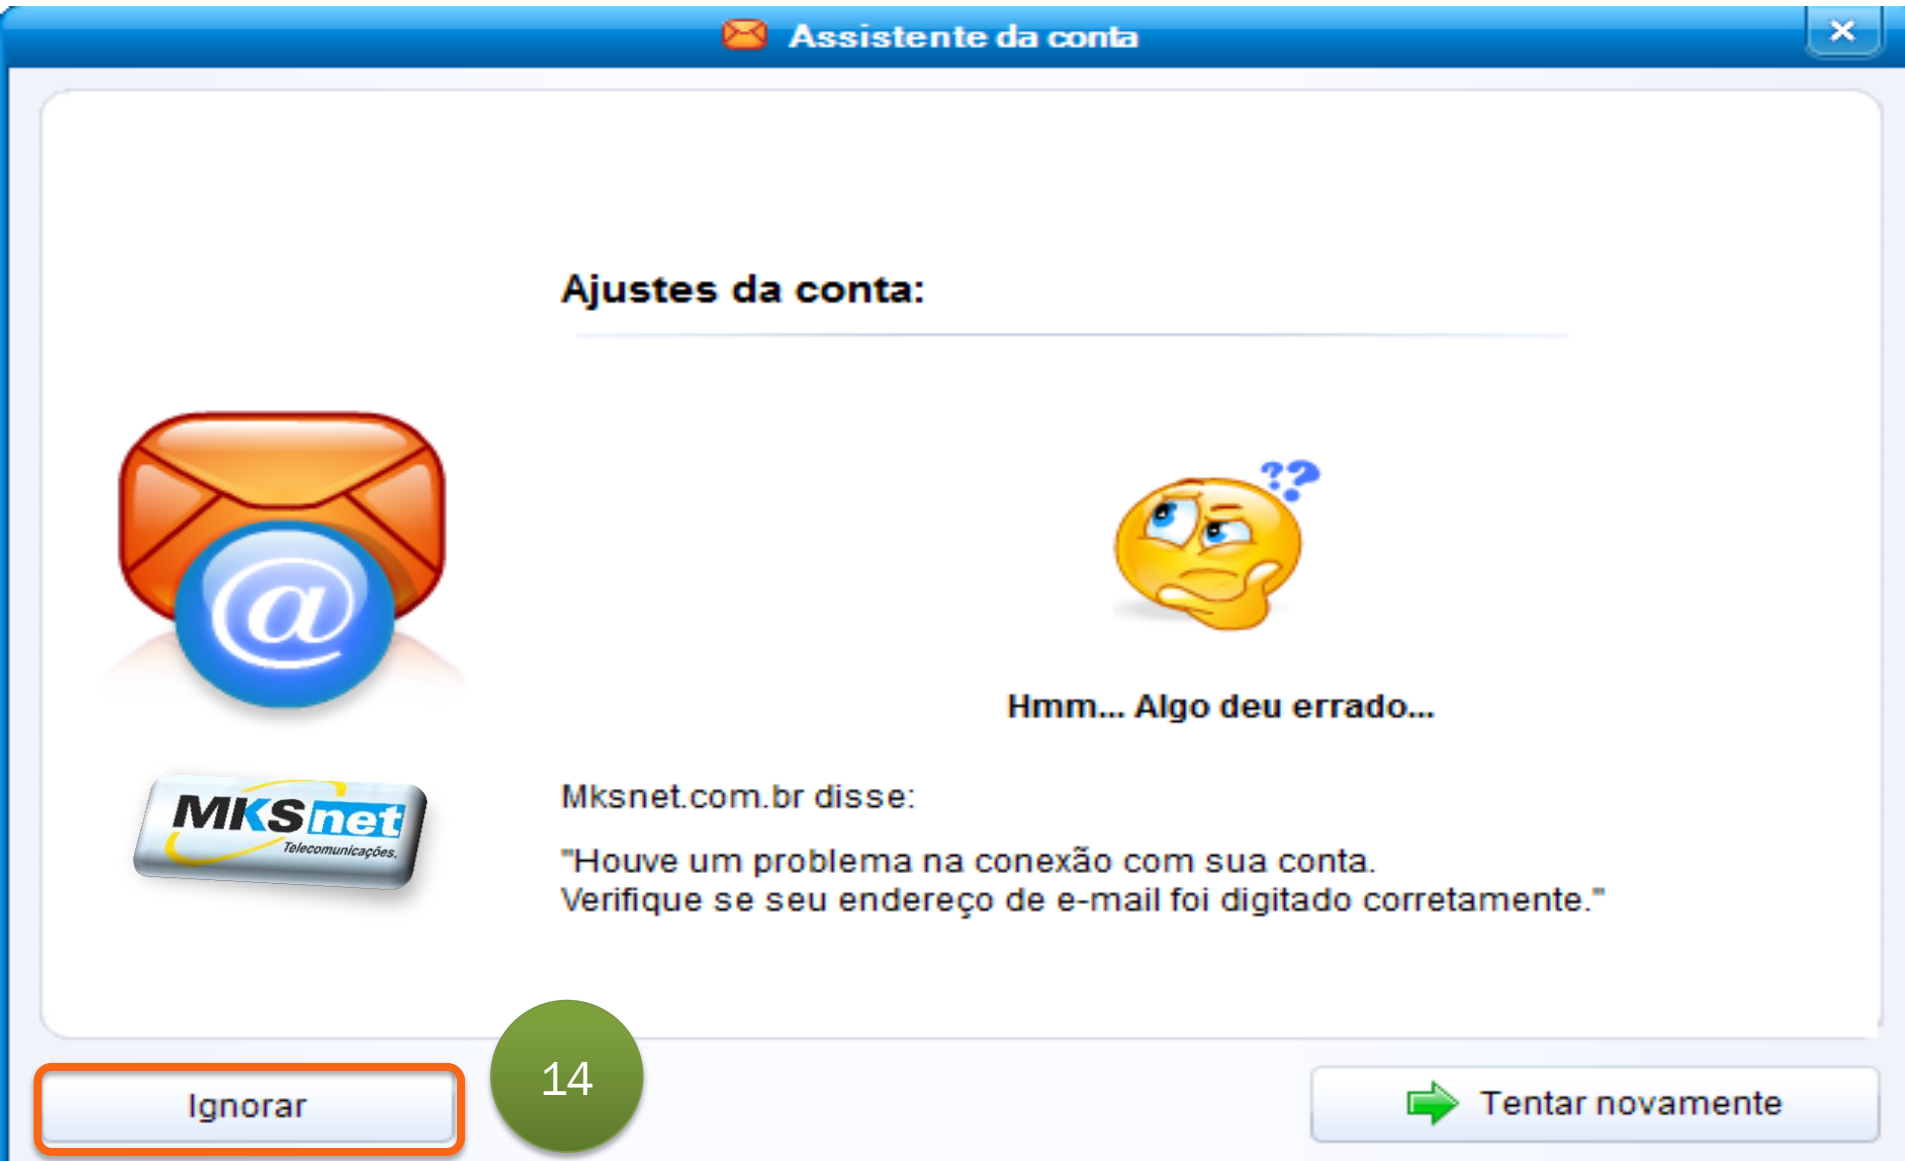 Assistente da conta
Ajustes da conta:
??
@
Hmm... Algo deu errado...
MKSnet
Telecomunicações.
Mksnet.com.br disse:
"Houve um problema na conexão com sua conta.
Verifique se seu endereço de e-mail foi digitado corretamente."
Ignorar
14
Tentar novamente